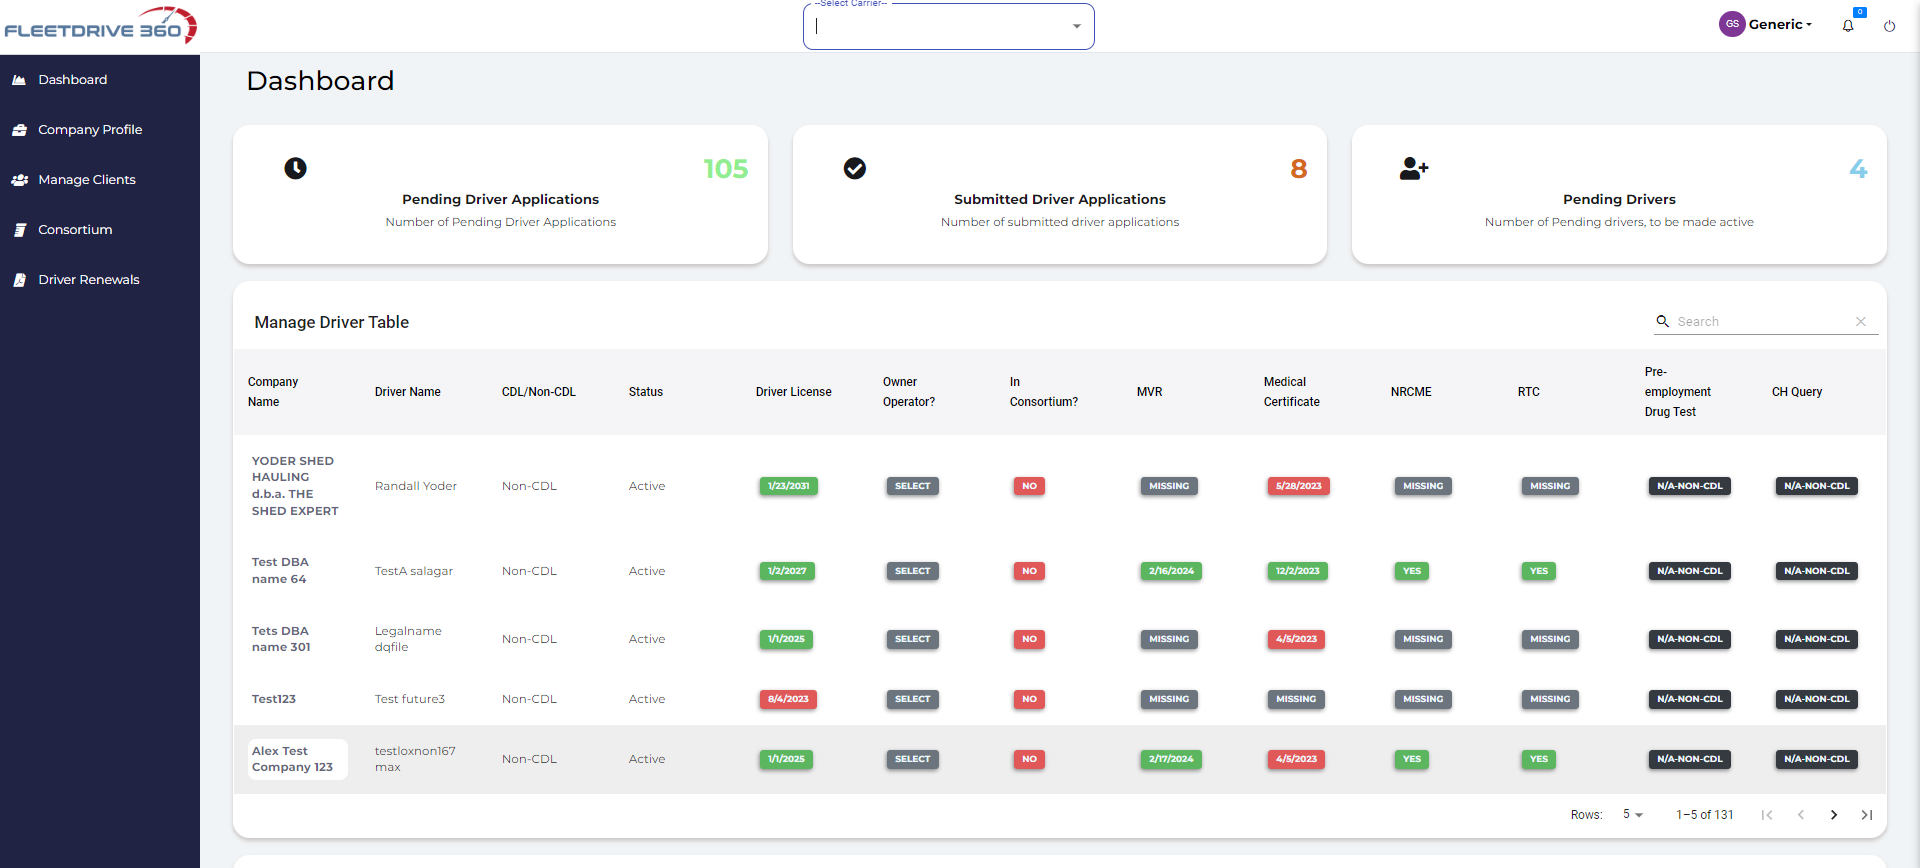 FLEETDRIVE 360
--Select Carrier--
GS Generic
0
Dashboard
Company Profile
Manage Clients
Consortium
Driver Renewals
Dashboard
105
Pending Driver Applications
Number of Pending Driver Applications
8
Submitted Driver Applications
Number of submitted driver applications
4
Pending Drivers
Number of Pending drivers, to be made active
Manage Driver Table
Search
Company Name
Driver Name
CDL/Non-CDL
Status
Driver License
Owner Operator?
In Consortium?
MVR
Medical Certificate
NRCME
RTC
Pre-employment Drug Test
CH Query
YODER SHED
HAULING
d.b.a. THE
SHED EXPERT
Randall Yoder Non-CDL Active 1/23/2031 SELECT NO MISSING 5/28/2023 MISSING MISSING N/A-NON-CDL N/A-NON-CDL
Test DBA
name 64
TestA salagar Non-CDL Active 1/2/2027 SELECT NO 2/16/2024 12/2/2023 YES YES N/A-NON-CDL N/A-NON-CDL
Tets DBA
name 301
Legalname
dqfile
Non-CDL Active 1/1/2025 SELECT NO MISSING 4/5/2023 MISSING MISSING N/A-NON-CDL N/A-NON-CDL
Test123 Test future3 Non-CDL Active 8/4/2023 SELECT NO MISSING MISSING MISSING MISSING N/A-NON-CDL N/A-NON-CDL
Alex Test
Company 123
testloxnon167
max
Non-CDL Active 1/1/2025 SELECT NO 2/17/2024 4/5/2023 YES YES N/A-NON-CDL N/A-NON-CDL
Rows: 5 1–5 of 131